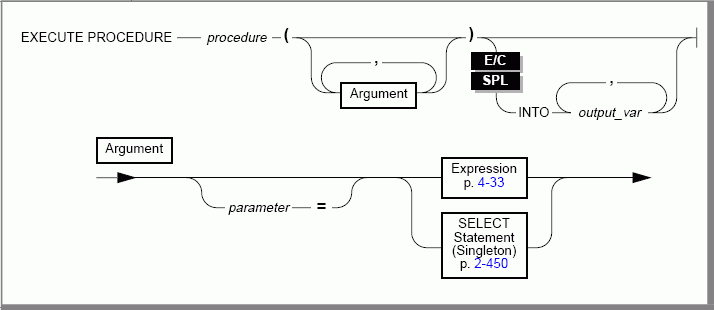 EXECUTE PROCEDURE procedure ( , Argument )
E/C
SPL
INTO , output_var
Argument
parameter =
Expression
p. 4-33
SELECT
Statement
(Singleton)
p. 2-450